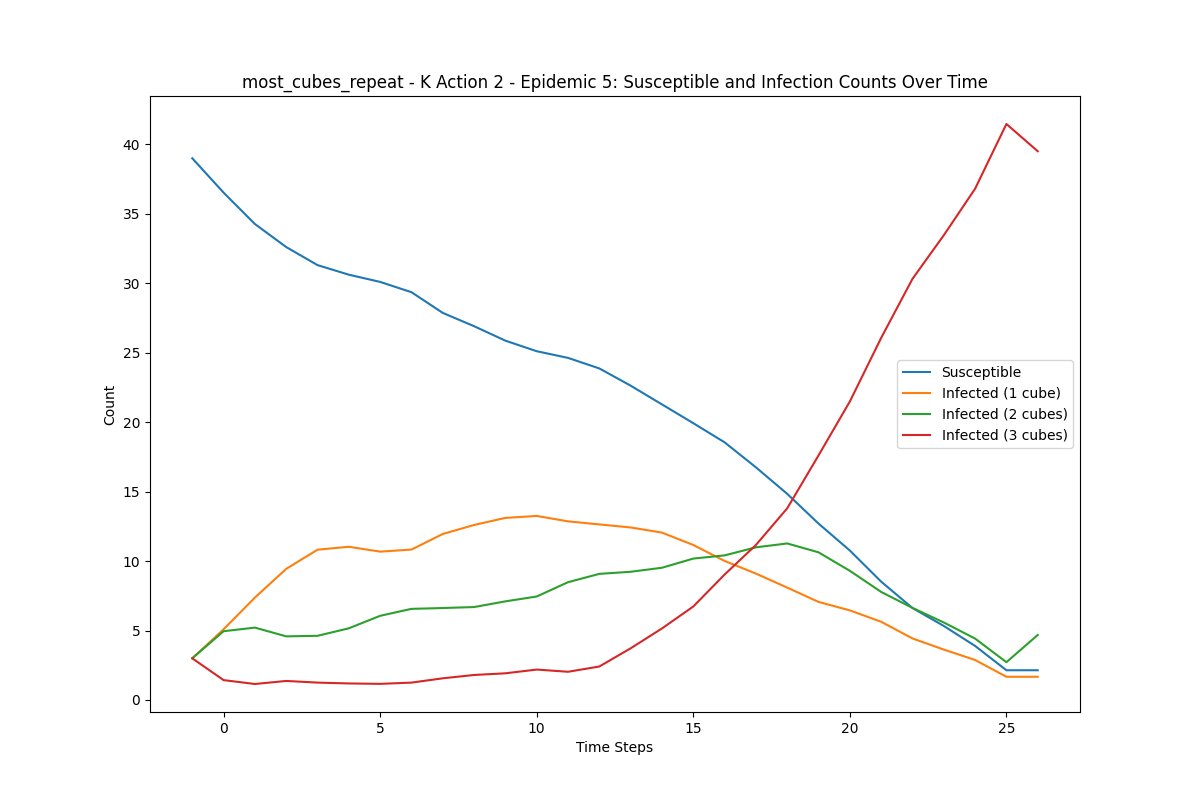 most_cubes_repeat - K Action 2 - Epidemic 5: Susceptible and Infection Counts Over Time
40
35
30
25
20
15
10
5
0
Count
Susceptible
Infected (1 cube)
Infected (2 cubes)
Infected (3 cubes)
0 5 10 15 20 25
Time Steps